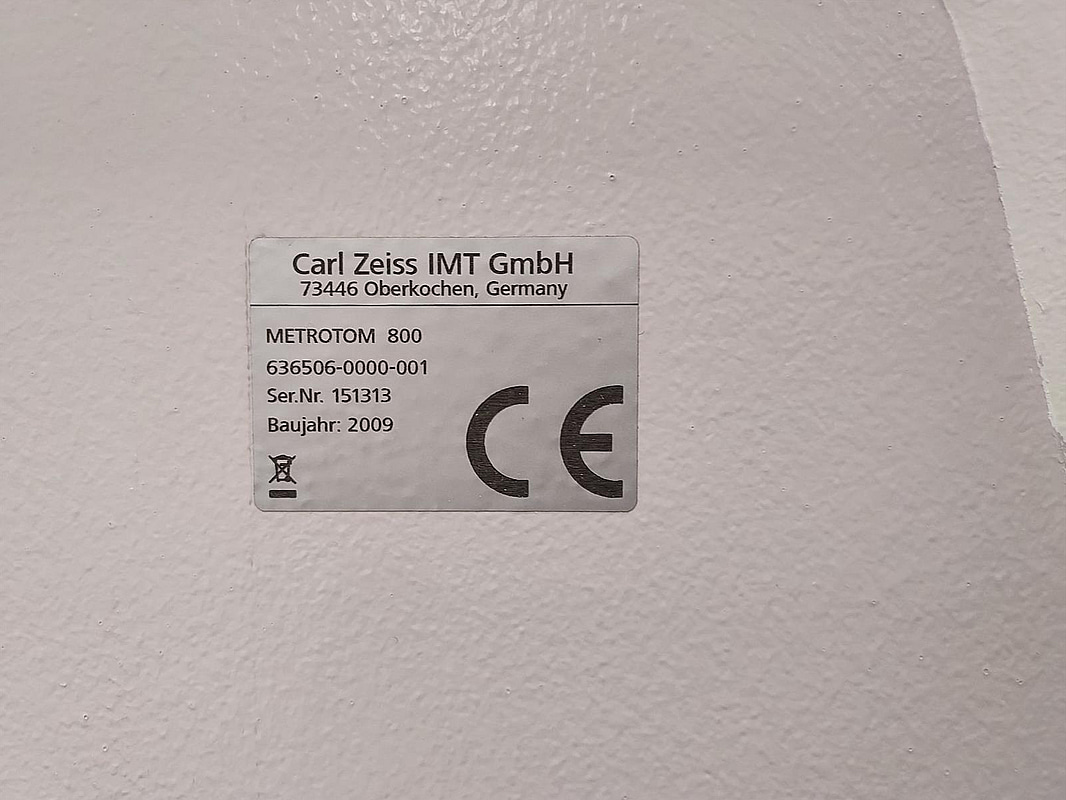 Carl Zeiss IMT GmbH
73446 Oberkochen, Germany
METROTOM 800
636506-0000-001
Ser.Nr. 151313
Baujahr: 2009
CE